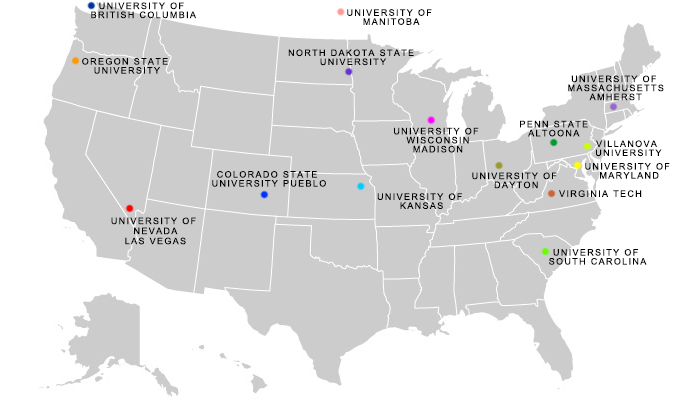 UNIVERSITY OF
BRITISH COLUMBIA
UNIVERSITY OF
MANITOBA
OREGON STATE
UNIVERSITY
NORTH DAKOTA STATE
UNIVERSITY
UNIVERSITY OF
MASSACHUSETTS
AMHERST
UNIVERSITY OF
WISCONSIN
MADISON
PENN STATE
ALTOONA
VILLANOVA
UNIVERSITY
COLORADO STATE
UNIVERSITY PUEBLO
UNIVERSITY OF
KANSAS
UNIVERSITY OF
DAYTON
UNIVERSITY OF
MARYLAND
VIRGINIA TECH
UNIVERSITY OF
NEVADA
LAS VEGAS
UNIVERSITY OF
SOUTH CAROLINA